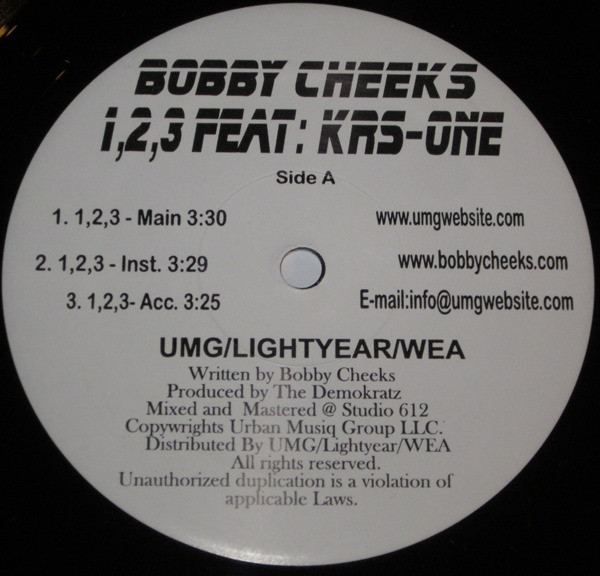 BOBBY CHEEKS
1,2,3 FEAT: KRS-ONE
Side A
1. 1,2,3 - Main 3:30
www.umgwebsite.com
2. 1,2,3 - Inst. 3:29
www.bobbycheeks.com
3. 1,2,3- Acc. 3:25
E-mail:info@umgwebsite.com
UMG/LIGHTYEAR/WEA
Written by Bobby Cheeks
Produced by The Demokratz
Mixed and Mastered @ Studio 612
Copywrights Urban Musiq Group LLC.
Distributed By UMG/Lightyear/WEA
All rights reserved.
Unauthorized duplication is a violation of
applicable Laws.